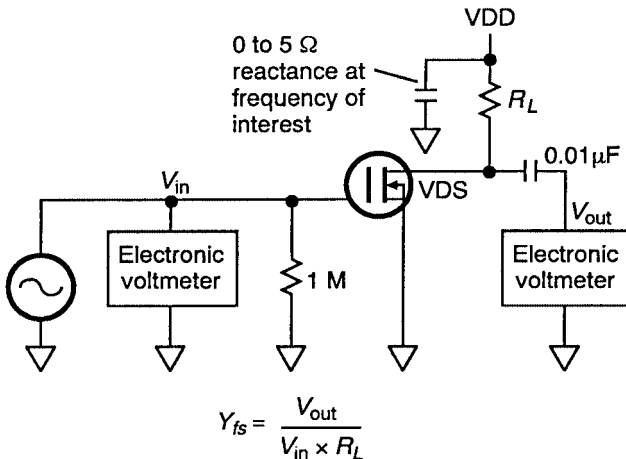 VDD
0 to 5 Ω
reactance at
frequency of
interest
R_L
0.01μF
V_in
VDS
V_out
Electronic
voltmeter
1 M
Electronic
voltmeter
Y_fs = V_out / V_in × R_L